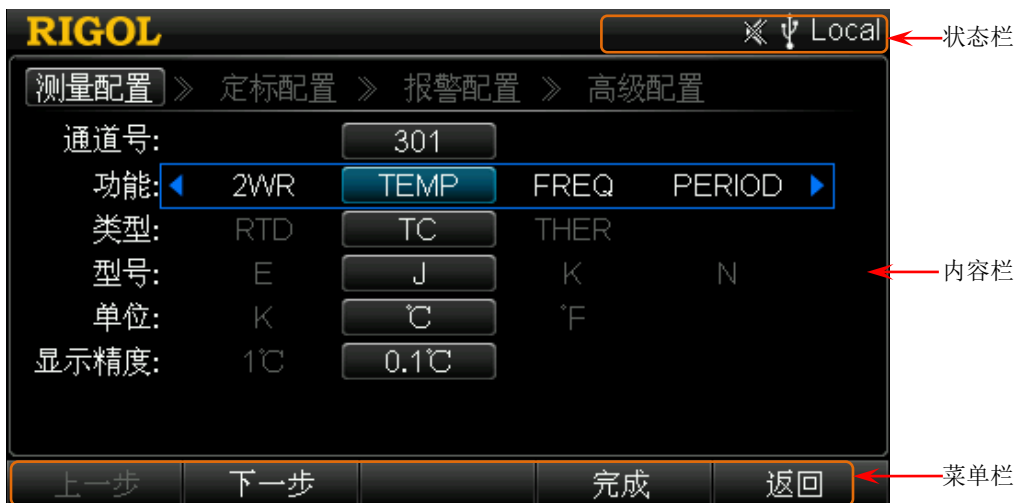 RIGOL
Local
状态栏
测量配置 》 定标配置 》 报警配置 》 高级配置
通道号: 301
功能: 2WR TEMP FREQ PERIOD
类型: RTD TC THER
型号: E J K N
内容栏
单位: K ℃ ℉
显示精度: 1℃ 0.1℃
上一步 下一步 完成 返回
菜单栏